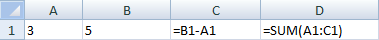 A B C D
1 3 5 =B1-A1 =SUM(A1:C1)